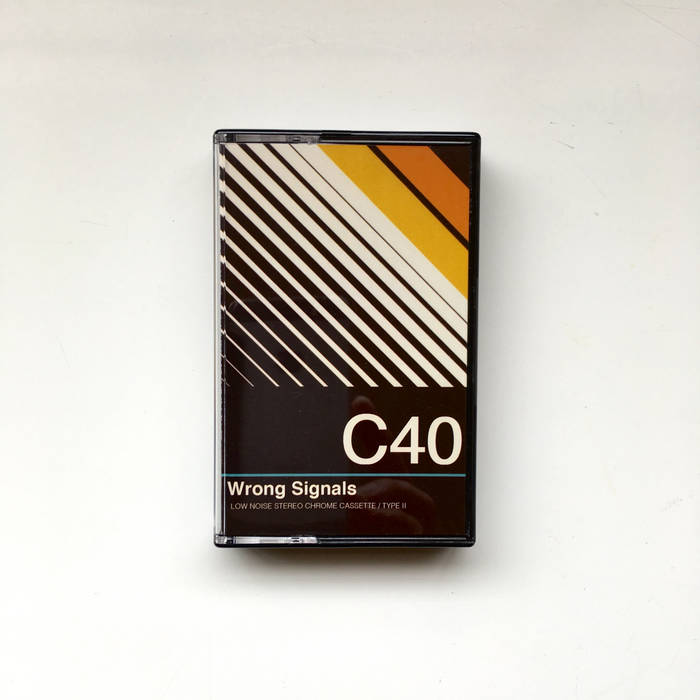 C40
Wrong Signals
LOW NOISE STEREO CHROME CASSETTE / TYPE II